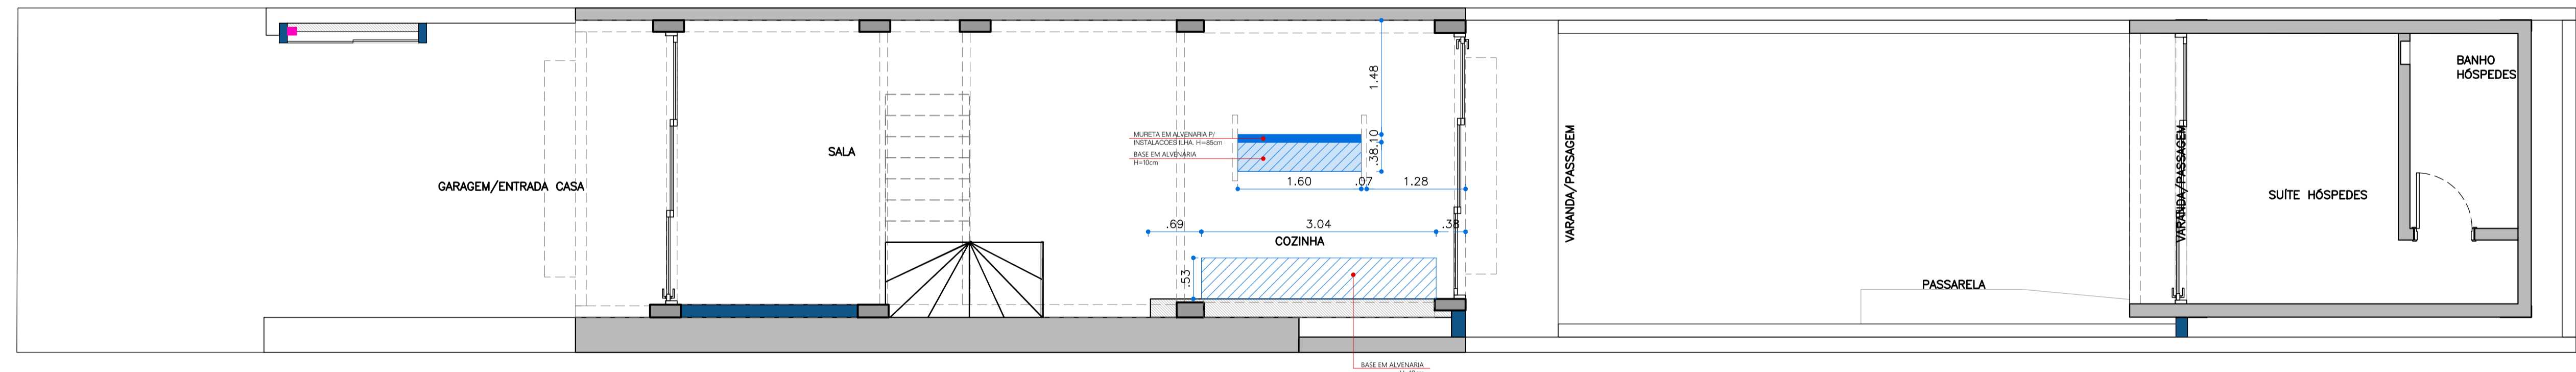 BANHO
HÓSPEDES
1.48
MURETA EM ALVENARIA P/
INSTALACOES ILHA. H=85cm
BASE EM ALVENARIA
H=10cm
.10
.38
SALA
GARAGEM/ENTRADA CASA
1.60
.07
1.28
VARANDA/PASSAGEM
VARANDA/PASSAGEM
SUÍTE HÓSPEDES
.69
3.04
.38
COZINHA
.53
PASSARELA
BASE EM ALVENARIA